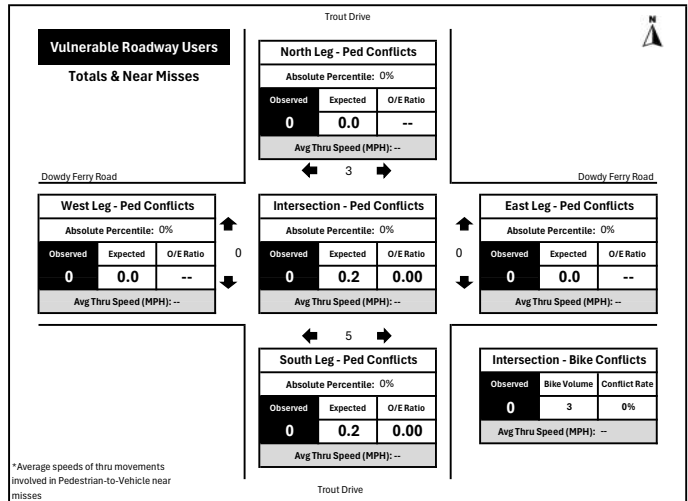 Trout Drive
N
Vulnerable Roadway Users
Totals & Near Misses
North Leg - Ped Conflicts
Absolute Percentile: 0%
Observed Expected O/E Ratio
0 0.0 --
Avg Thru Speed (MPH): --
3
Dowdy Ferry Road
Dowdy Ferry Road
West Leg - Ped Conflicts
Absolute Percentile: 0%
Observed Expected O/E Ratio
0 0.0 --
Avg Thru Speed (MPH): --
0
Intersection - Ped Conflicts
Absolute Percentile: 0%
Observed Expected O/E Ratio
0 0.2 0.00
Avg Thru Speed (MPH): --
0
East Leg - Ped Conflicts
Absolute Percentile: 0%
Observed Expected O/E Ratio
0 0.0 --
Avg Thru Speed (MPH): --
5
South Leg - Ped Conflicts
Absolute Percentile: 0%
Observed Expected O/E Ratio
0 0.2 0.00
Avg Thru Speed (MPH): --
Intersection - Bike Conflicts
Observed Bike Volume Conflict Rate
0 3 0%
Avg Thru Speed (MPH): --
*Average speeds of thru movements
involved in Pedestrian-to-Vehicle near
misses
Trout Drive